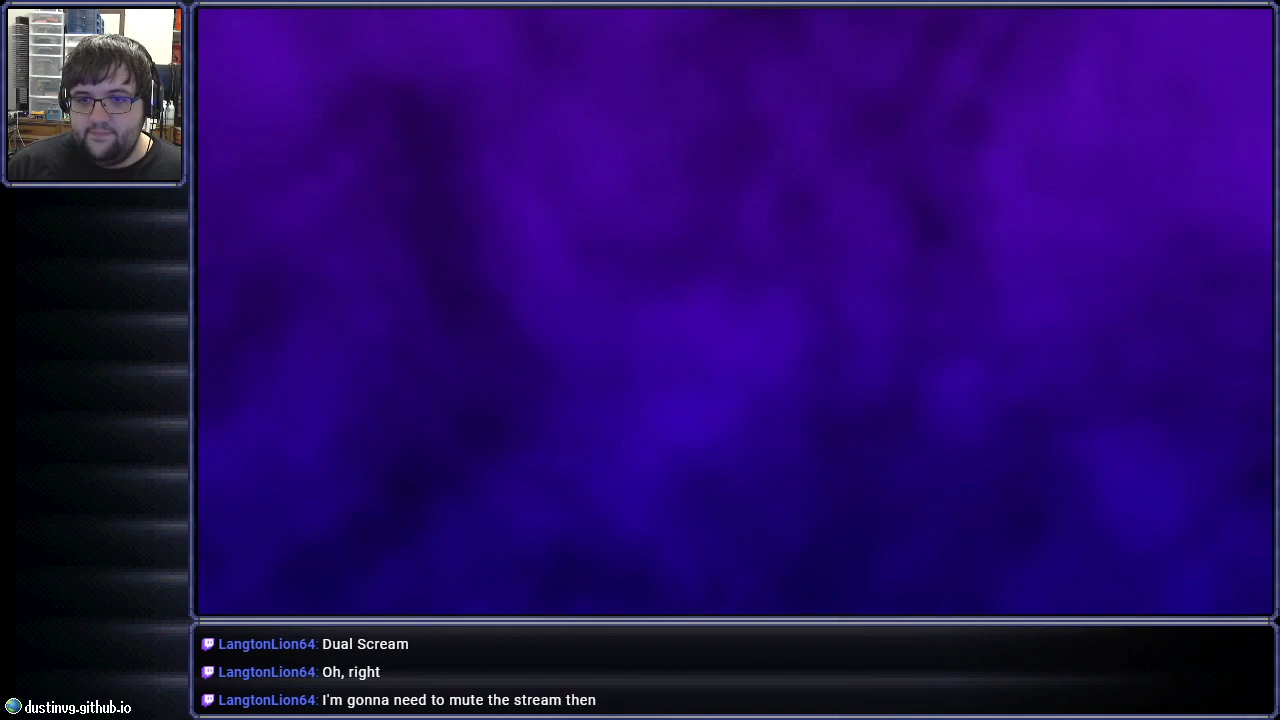 LangtonLion64: Dual Scream
LangtonLion64: Oh, right
LangtonLion64: I'm gonna need to mute the stream then
dustinvg.github.io